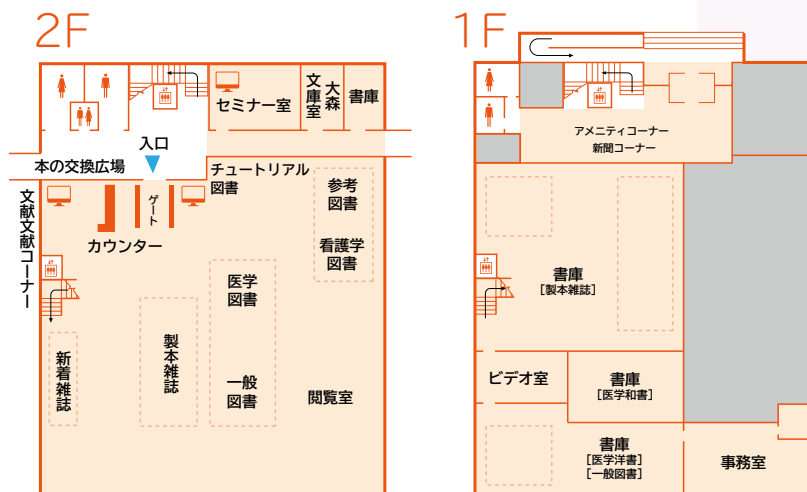 2F
セミナー室
大森
文庫室
書庫
入口
本の交換広場
チュートリアル
図書
ゲート
カウンター
文献文献コーナー
参考
図書
看護学
図書
医学
図書
製本雑誌
新着雑誌
一般
図書
閲覧室
1F
アメニティコーナー
新聞コーナー
書庫
[製本雑誌]
ビデオ室
書庫
[医学和書]
書庫
[医学洋書]
[一般図書]
事務室